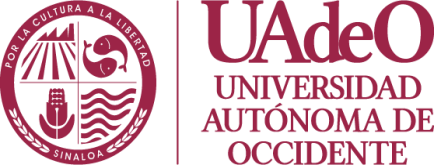 POR LA CULTURA A LA LIBERTAD
SINALOA
UAdeO
UNIVERSIDAD
AUTÓNOMA DE
OCCIDENTE